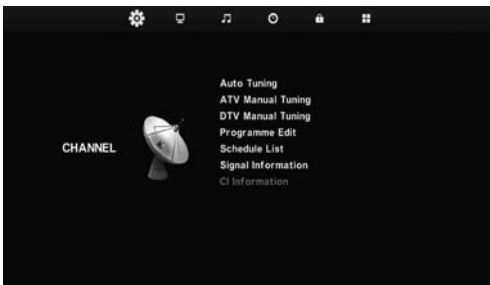 Auto Tuning
ATV Manual Tuning
DTV Manual Tuning
Programme Edit
CHANNEL
Schedule List
Signal Information
CI Information